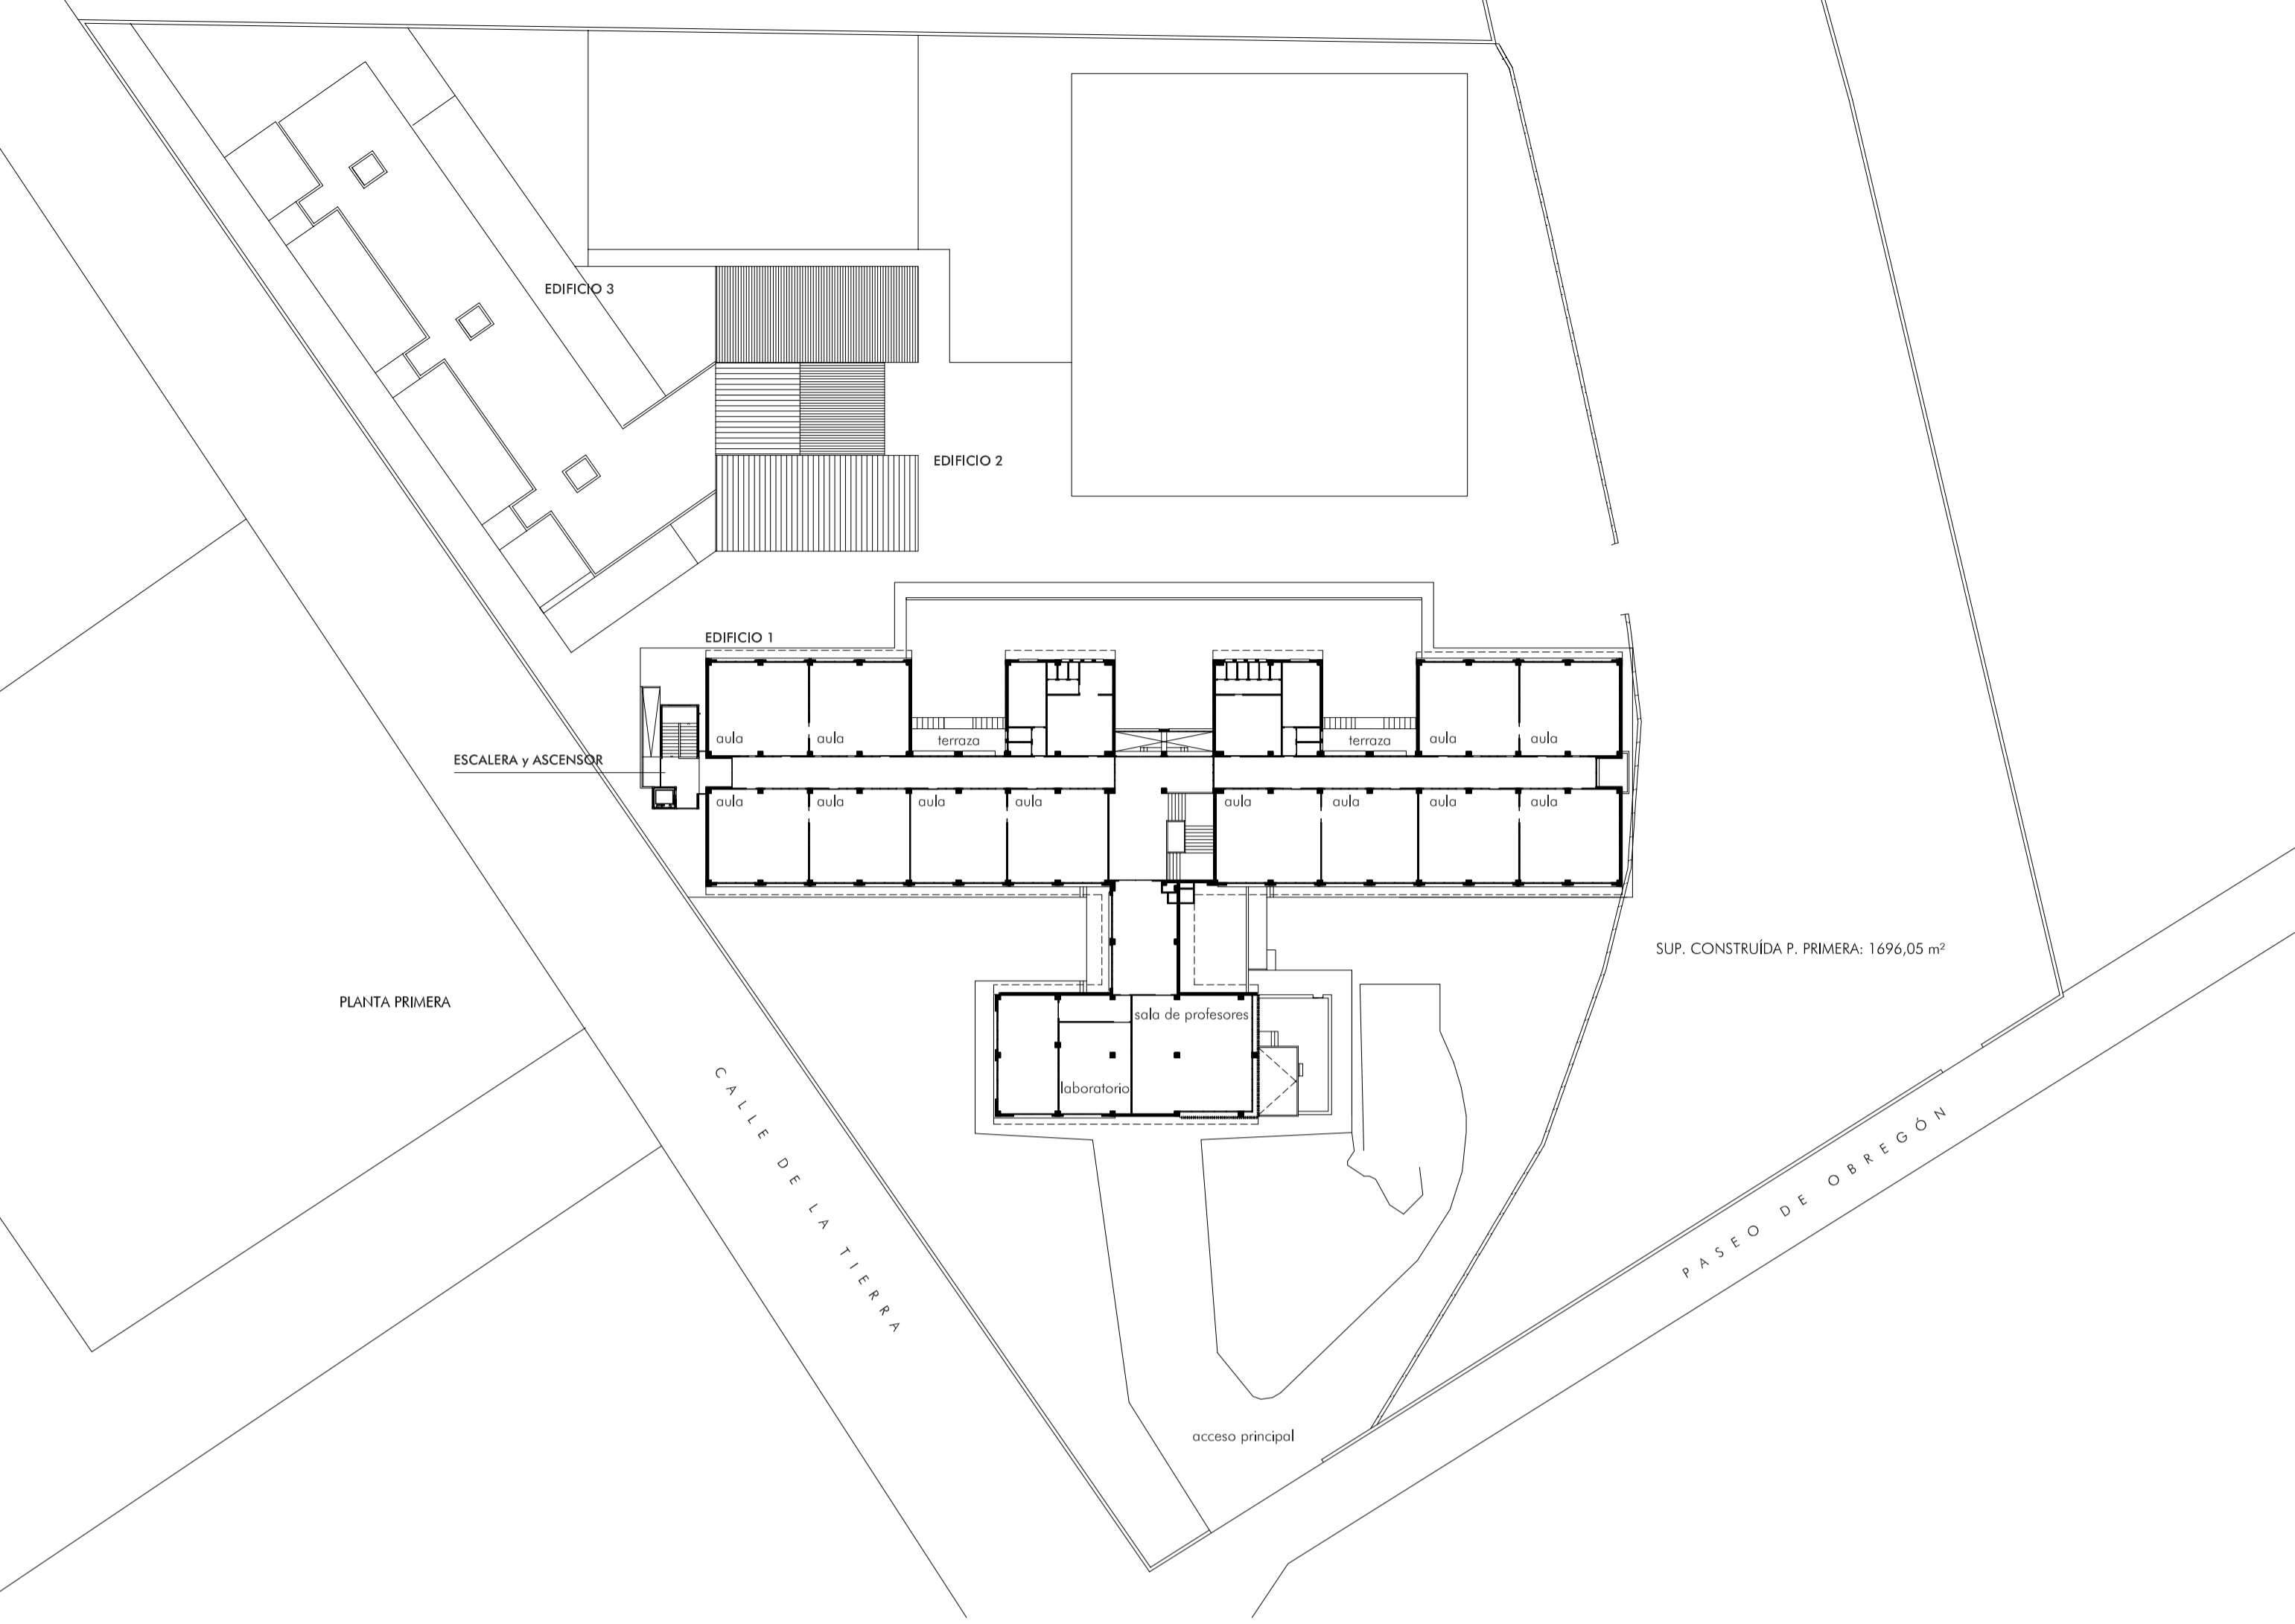 EDIFICIO 3
EDIFICIO 2
EDIFICIO 1
aula
aula
terraza
terraza
aula
aula
ESCALERA y ASCENSOR
aula
aula
aula
aula
aula
aula
aula
aula
SUP. CONSTRUÍDA P. PRIMERA: 1696,05 m²
PLANTA PRIMERA
sala de profesores
laboratorio
CALLE DE LA TIERRA
PASEO DE OBREGÓN
acceso principal